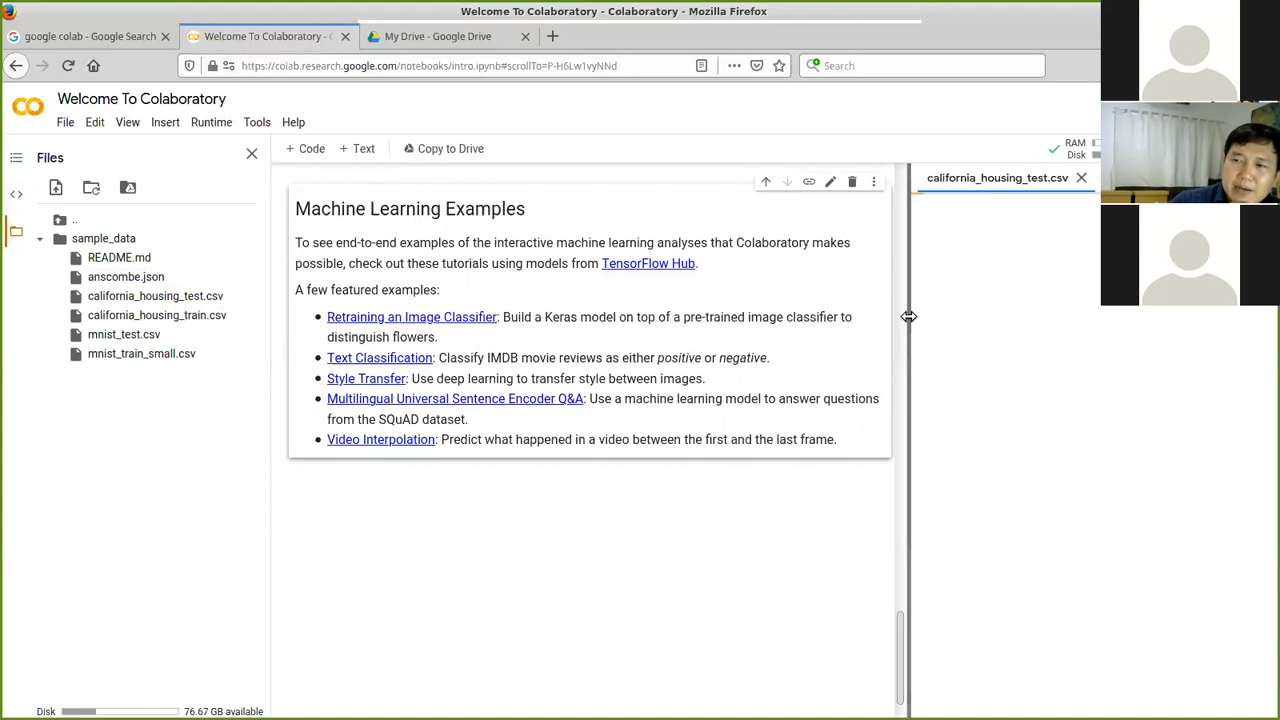 Welcome To Colaboratory - Colaboratory - Mozilla Firefox
google colab - Google Search
Welcome To Colaboratory - C
My Drive - Google Drive
https://colab.research.google.com/notebooks/intro.ipynb#scrollTo=P-H6Lw1vyNNd
Search
Welcome To Colaboratory
File Edit View Insert Runtime Tools Help
Files
+ Code + Text Copy to Drive
RAM
Disk
..
sample_data
README.md
anscombe.json
california_housing_test.csv
california_housing_train.csv
mnist_test.csv
mnist_train_small.csv
Disk 76.67 GB available
Machine Learning Examples
To see end-to-end examples of the interactive machine learning analyses that Colaboratory makes
possible, check out these tutorials using models from TensorFlow Hub.
A few featured examples:
• Retraining an Image Classifier: Build a Keras model on top of a pre-trained image classifier to
distinguish flowers.
• Text Classification: Classify IMDB movie reviews as either positive or negative.
• Style Transfer: Use deep learning to transfer style between images.
• Multilingual Universal Sentence Encoder Q&A: Use a machine learning model to answer questions
from the SQuAD dataset.
• Video Interpolation: Predict what happened in a video between the first and the last frame.
california_housing_test.csv